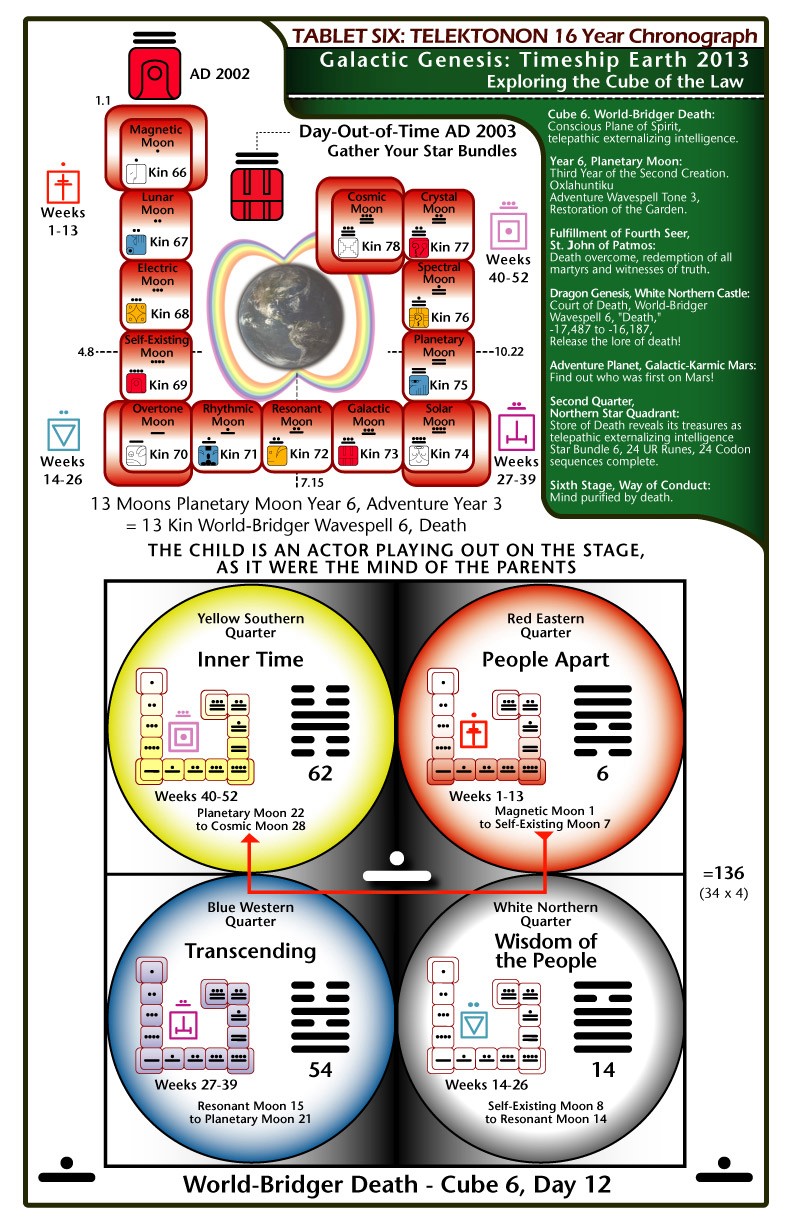 TABLET SIX: TELEKTONON 16 Year Chronograph
Galactic Genesis: Timeship Earth 2013
Exploring the Cube of the Law
AD 2002
1.1
Magnetic
Moon
Kin 66
Weeks
1-13
Lunar
Moon
Kin 67
Electric
Moon
Kin 68
4.8
Self-Existing
Moon
Kin 69
Weeks
14-26
Overtone
Moon
Kin 70
Rhythmic
Moon
Kin 71
Resonant
Moon
Kin 72
Galactic
Moon
Kin 73
Solar
Moon
Kin 74
7.15
Day-Out-of-Time AD 2003
Gather Your Star Bundles
Cosmic
Moon
Kin 78
Crystal
Moon
Kin 77
Weeks
40-52
Spectral
Moon
Kin 76
Planetary
Moon
Kin 75
10.22
Weeks
27-39
13 Moons Planetary Moon Year 6, Adventure Year 3
= 13 Kin World-Bridger Wavespell 6, Death
Cube 6. World-Bridger Death:
Conscious Plane of Spirit,
telepathic externalizing intelligence.
Year 6, Planetary Moon:
Third Year of the Second Creation.
Oxlahuntiku
Adventure Wavespell Tone 3,
Restoration of the Garden.
Fulfillment of Fourth Seer,
St. John of Patmos:
Death overcome, redemption of all
martyrs and witnesses of truth.
Dragon Genesis, White Northern Castle:
Court of Death, World-Bridger
Wavespell 6, "Death,"
-17,487 to -16,187,
Release the lore of death!
Adventure Planet, Galactic-Karmic Mars:
Find out who was first on Mars!
Second Quarter,
Northern Star Quadrant:
Store of Death reveals its treasures as
telepathic externalizing intelligence
Star Bundle 6, 24 UR Runes, 24 Codon
sequences complete.
Sixth Stage, Way of Conduct:
Mind purified by death.
THE CHILD IS AN ACTOR PLAYING OUT ON THE STAGE,
AS IT WERE THE MIND OF THE PARENTS
Yellow Southern
Quarter
Inner Time
62
Weeks 40-52
Planetary Moon 22
to Cosmic Moon 28
Red Eastern
Quarter
People Apart
6
Weeks 1-13
Magnetic Moon 1
to Self-Existing Moon 7
=136
(34 x 4)
Blue Western
Quarter
Transcending
54
Weeks 27-39
Resonant Moon 15
to Planetary Moon 21
White Northern
Quarter
Wisdom of
the People
14
Weeks 14-26
Self-Existing Moon 8
to Resonant Moon 14
World-Bridger Death - Cube 6, Day 12